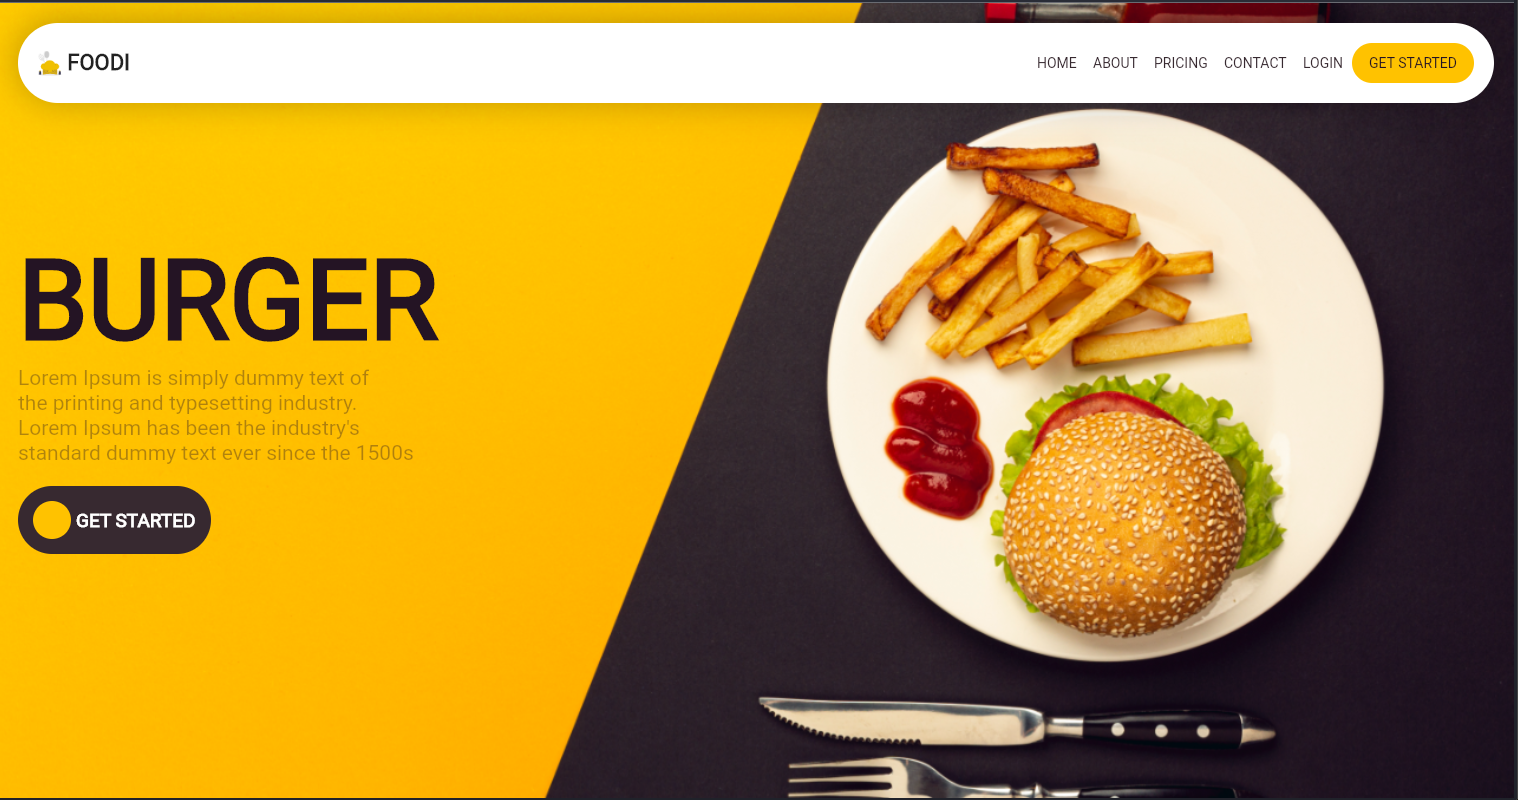 FOODI
HOME ABOUT PRICING CONTACT LOGIN GET STARTED
BURGER
Lorem Ipsum is simply dummy text of
the printing and typesetting industry.
Lorem Ipsum has been the industry's
standard dummy text ever since the 1500s
GET STARTED